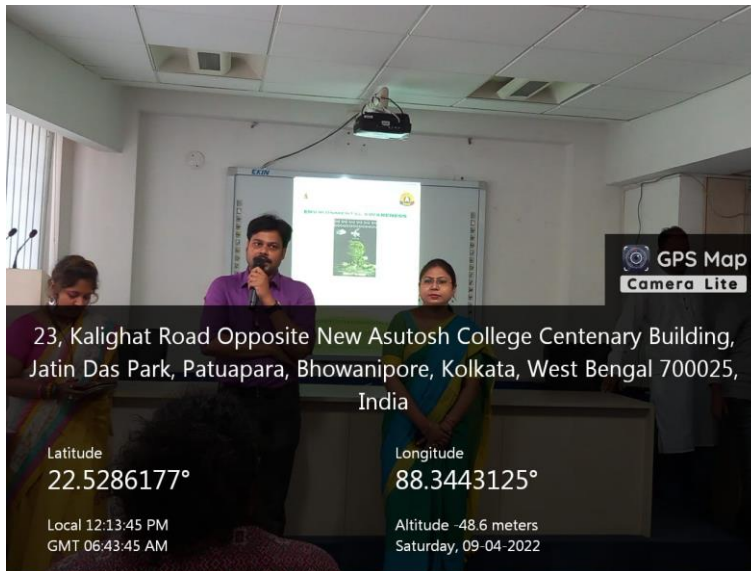 EKIN
ENVIRONMENTAL AWARENESS
GPS Map
Camera Lite
23, Kalighat Road Opposite New Asutosh College Centenary Building,
Jatin Das Park, Patuapara, Bhowanipore, Kolkata, West Bengal 700025,
India
Latitude
22.5286177°
Longitude
88.3443125°
Local 12:13:45 PM
GMT 06:43:45 AM
Altitude -48.6 meters
Saturday, 09-04-2022